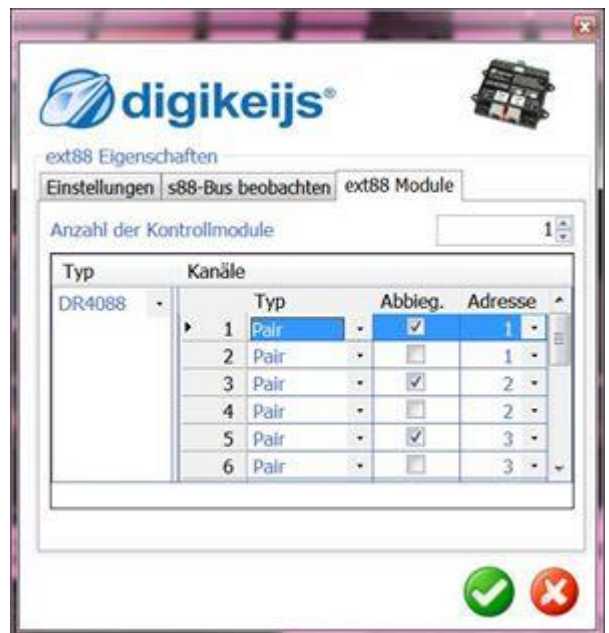 digikeijs®
ext88 Eigenschaften
Einstellungen s88-Bus beobachten ext88 Module
Anzahl der Kontrollmodule 1
Typ Kanäle
DR4088 Typ Abbieg. Adresse
1 Pair 1
2 Pair 1
3 Pair 2
4 Pair 2
5 Pair 3
6 Pair 3